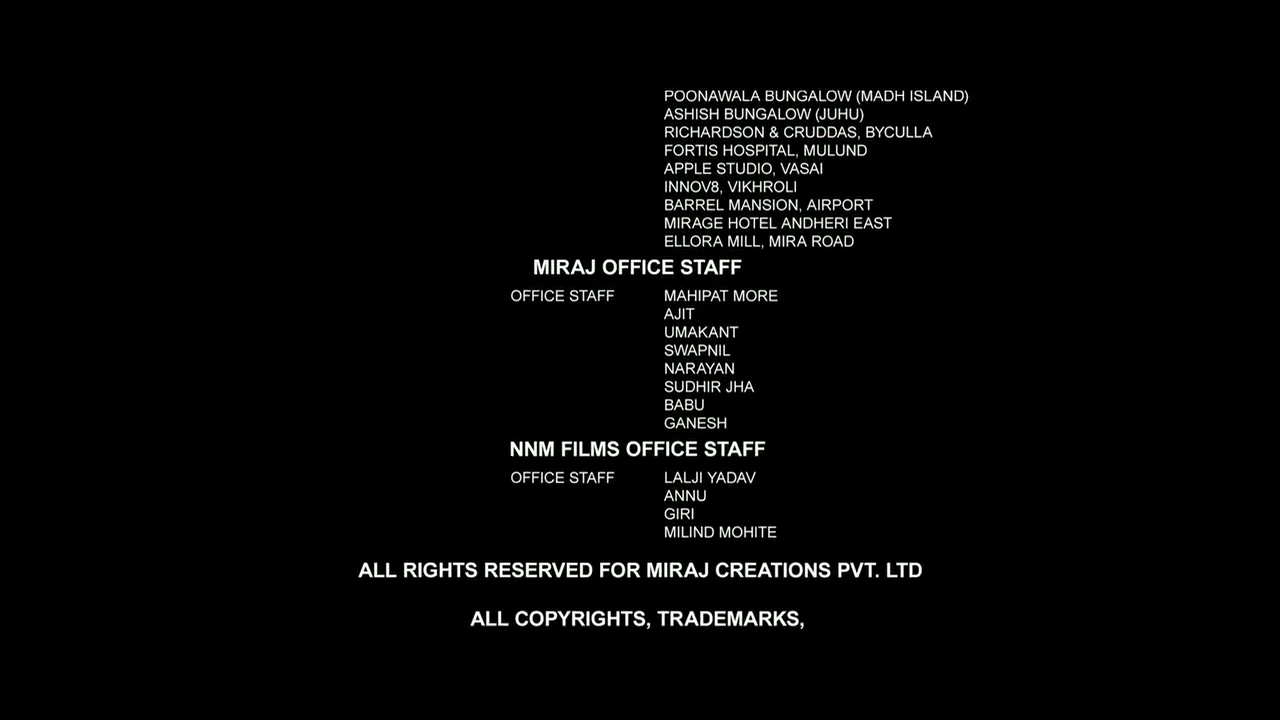 POONAWALA BUNGALOW (MADH ISLAND)
ASHISH BUNGALOW (JUHU)
RICHARDSON & CRUDDAS, BYCULLA
FORTIS HOSPITAL, MULUND
APPLE STUDIO, VASAI
INNOV8, VIKHROLI
BARREL MANSION, AIRPORT
MIRAGE HOTEL ANDHERI EAST
ELLORA MILL, MIRA ROAD
MIRAJ OFFICE STAFF
OFFICE STAFF MAHIPAT MORE
AJIT
UMAKANT
SWAPNIL
NARAYAN
SUDHIR JHA
BABU
GANESH
NNM FILMS OFFICE STAFF
OFFICE STAFF LALJI YADAV
ANNU
GIRI
MILIND MOHITE
ALL RIGHTS RESERVED FOR MIRAJ CREATIONS PVT. LTD
ALL COPYRIGHTS, TRADEMARKS,